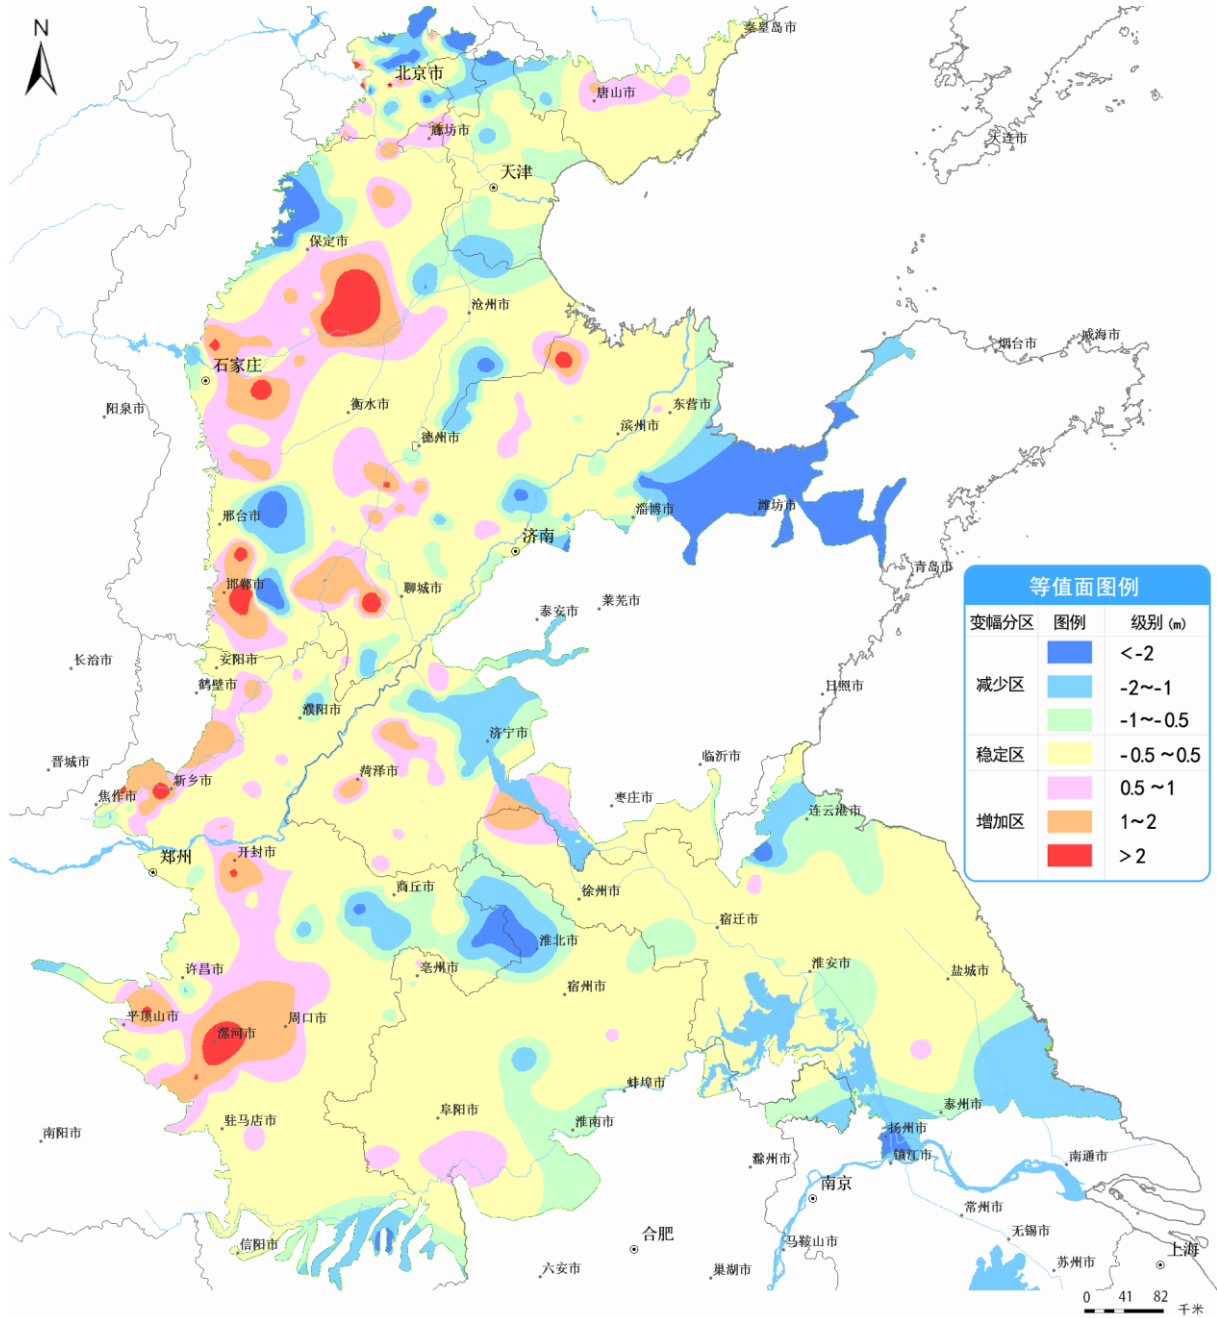 N
秦皇岛市
北京市
唐山市
廊坊市
大连市
天津
保定市
沧州市
烟台市
威海市
石家庄
阳泉市
衡水市
东营市
滨州市
德州市
淄博市
潍坊市
邢台市
济南
青岛市
邯郸市
聊城市
泰安市
莱芜市
长治市
安阳市
鹤壁市
日照市
濮阳市
济宁市
临沂市
晋城市
菏泽市
新乡市
焦作市
枣庄市
连云港市
郑州
开封市
商丘市
徐州市
宿迁市
淮北市
许昌市
亳州市
宿州市
淮安市
盐城市
平顶山市
周口市
漯河市
蚌埠市
泰州市
阜阳市
驻马店市
淮南市
南阳市
扬州市
镇江市
滁州市
南通市
南京
常州市
信阳市
合肥
马鞍山市
无锡市
上海
苏州市
六安市
巢湖市
等值面图例
变幅分区 图例 级别 (m)
减少区
<-2
-2~-1
-1~-0.5
稳定区
-0.5 ~0.5
增加区
0.5 ~1
1~2
>2
0 41 82
千米